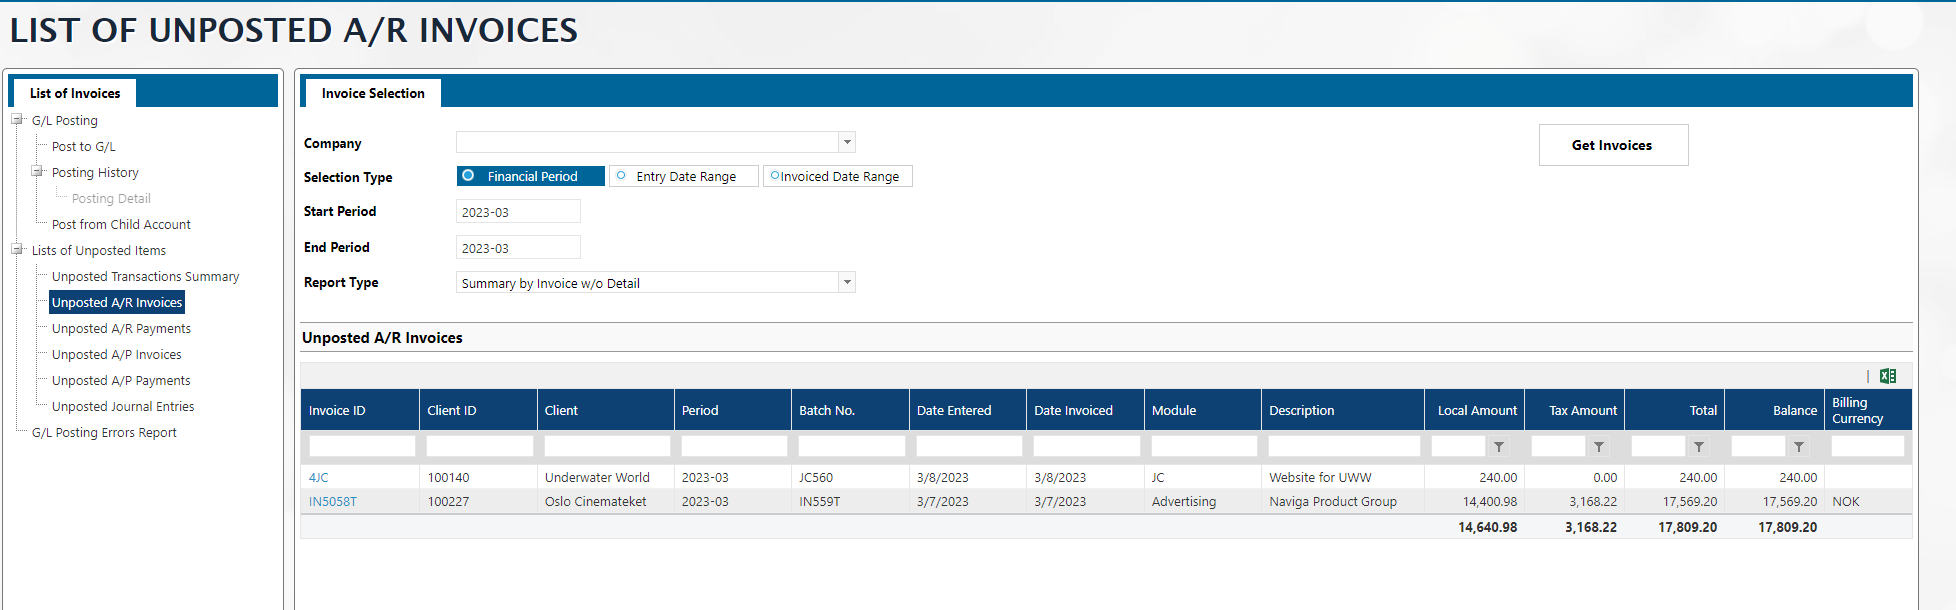 LIST OF UNPOSTED A/R INVOICES
List of Invoices
G/L Posting
Post to G/L
Posting History
Posting Detail
Post from Child Account
Lists of Unposted Items
Unposted Transactions Summary
Unposted A/R Invoices
Unposted A/R Payments
Unposted A/P Invoices
Unposted A/P Payments
Unposted Journal Entries
G/L Posting Errors Report
Invoice Selection
Company
Get Invoices
Selection Type Financial Period Entry Date Range Invoiced Date Range
Start Period 2023-03
End Period 2023-03
Report Type Summary by Invoice w/o Detail
Unposted A/R Invoices
Invoice ID Client ID Client Period Batch No. Date Entered Date Invoiced Module Description Local Amount Tax Amount Total Balance Billing Currency
4JC 100140 Underwater World 2023-03 JC560 3/8/2023 3/8/2023 JC Website for UWW 240.00 0.00 240.00 240.00
IN5058T 100227 Oslo Cinemateket 2023-03 IN559T 3/7/2023 3/7/2023 Advertising Naviga Product Group 14,400.98 3,168.22 17,569.20 17,569.20 NOK
14,640.98 3,168.22 17,809.20 17,809.20